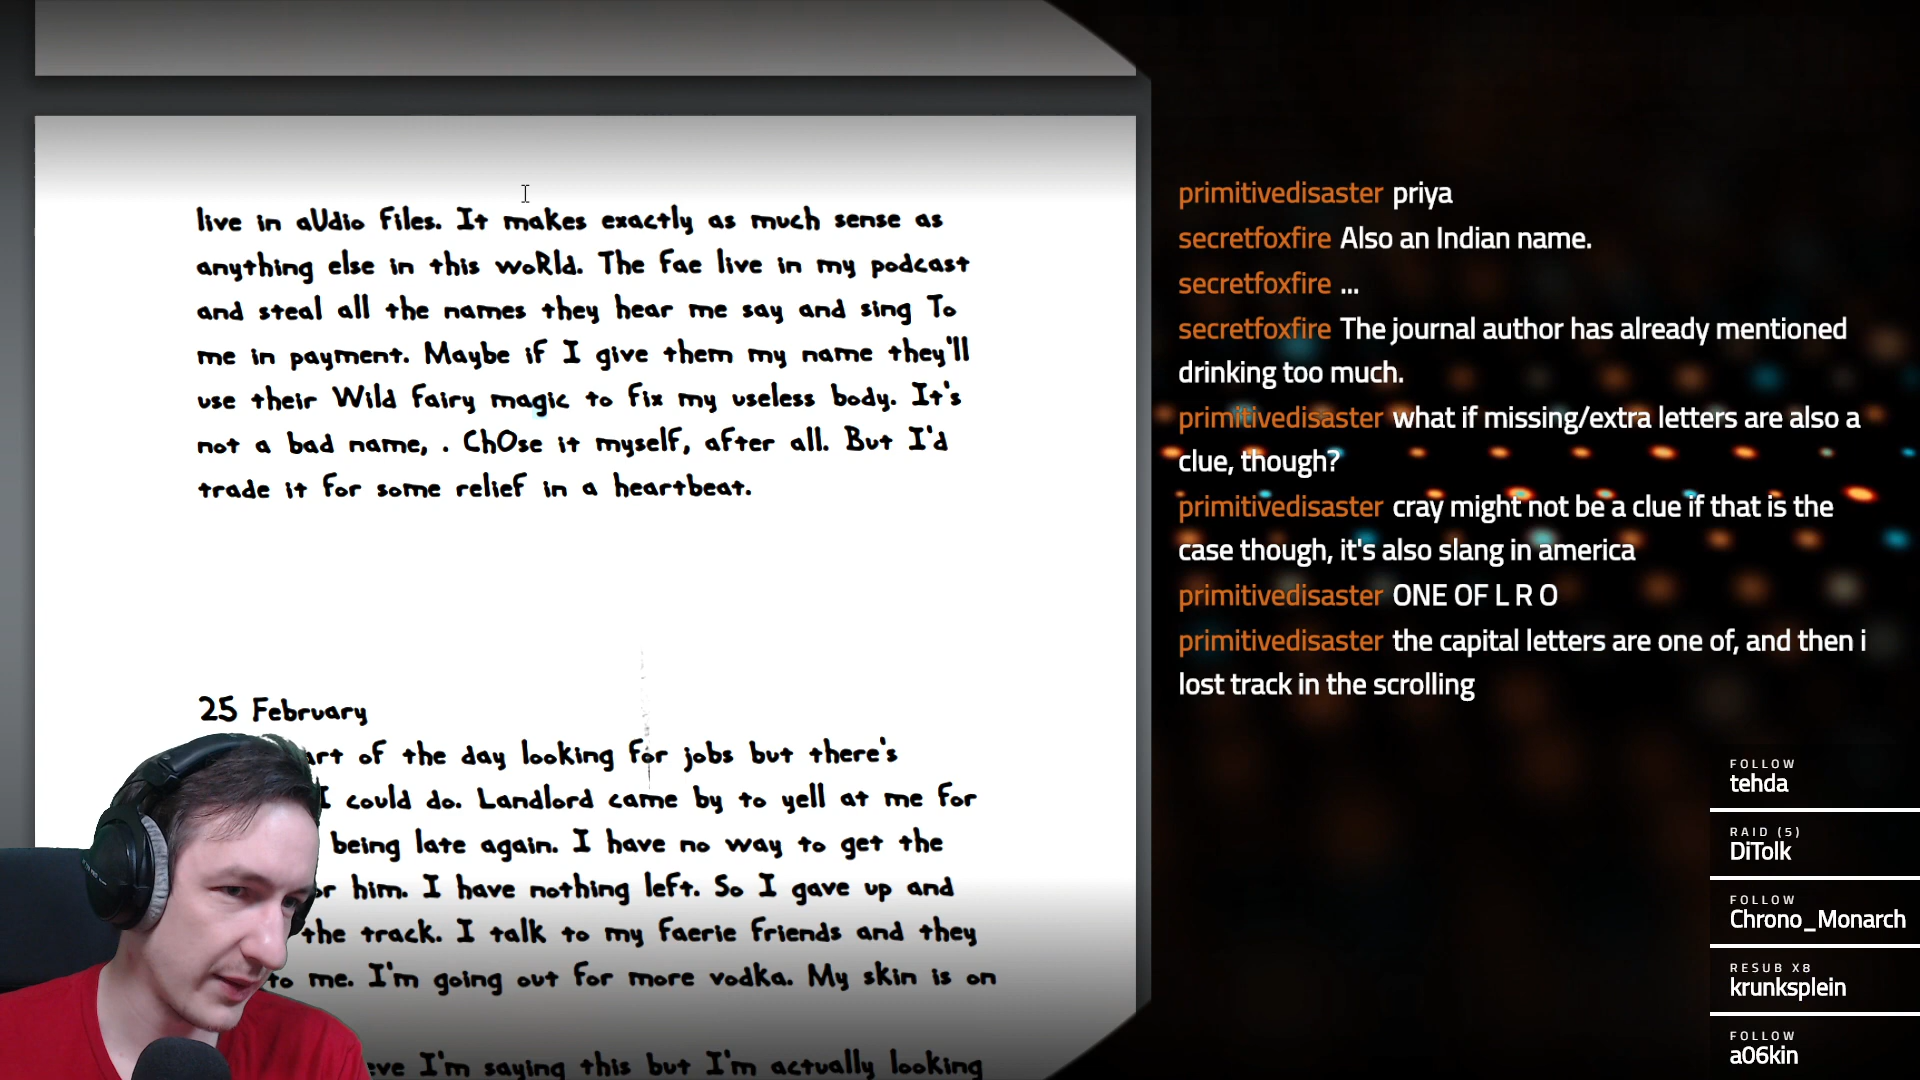 live in aUdio files. It makes exactly as much sense as
anything else in this woRld. The fae live in my podcast
and steal all the names they hear me say and sing To
me in payment. Maybe if I give them my name they'll
use their Wild fairy magic to fix my useless body. It's
not a bad name, . ChOse it myself, after all. But I'd
trade it for some relief in a heartbeat.
25 February
art of the day looking for jobs but there's
I could do. Landlord came by to yell at me for
being late again. I have no way to get the
or him. I have nothing left. So I gave up and
the track. I talk to my faerie friends and they
to me. I'm going out for more vodka. My skin is on
eve I'm saying this but I'm actually looking
primitivedisaster priya
secretfoxfire Also an Indian name.
secretfoxfire ...
secretfoxfire The journal author has already mentioned
drinking too much.
primitivedisaster what if missing/extra letters are also a
clue, though?
primitivedisaster cray might not be a clue if that is the
case though, it's also slang in america
primitivedisaster ONE OF L R O
primitivedisaster the capital letters are one of, and then i
lost track in the scrolling
FOLLOW
tehda
RAID (5)
DiTolk
FOLLOW
Chrono_Monarch
RESUB X8
krunksplein
FOLLOW
a06kin